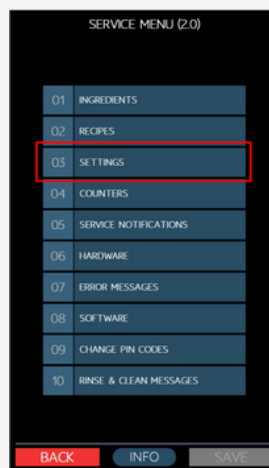 SERVICE MENU (2.0)
01 INGREDIENTS
02 RECIPES
03 SETTINGS
04 COUNTERS
05 SERVICE NOTIFICATIONS
06 HARDWARE
07 ERROR MESSAGES
08 SOFTWARE
09 CHANGE PIN CODES
10 RINSE & CLEAN MESSAGES
BACK INFO SAVE